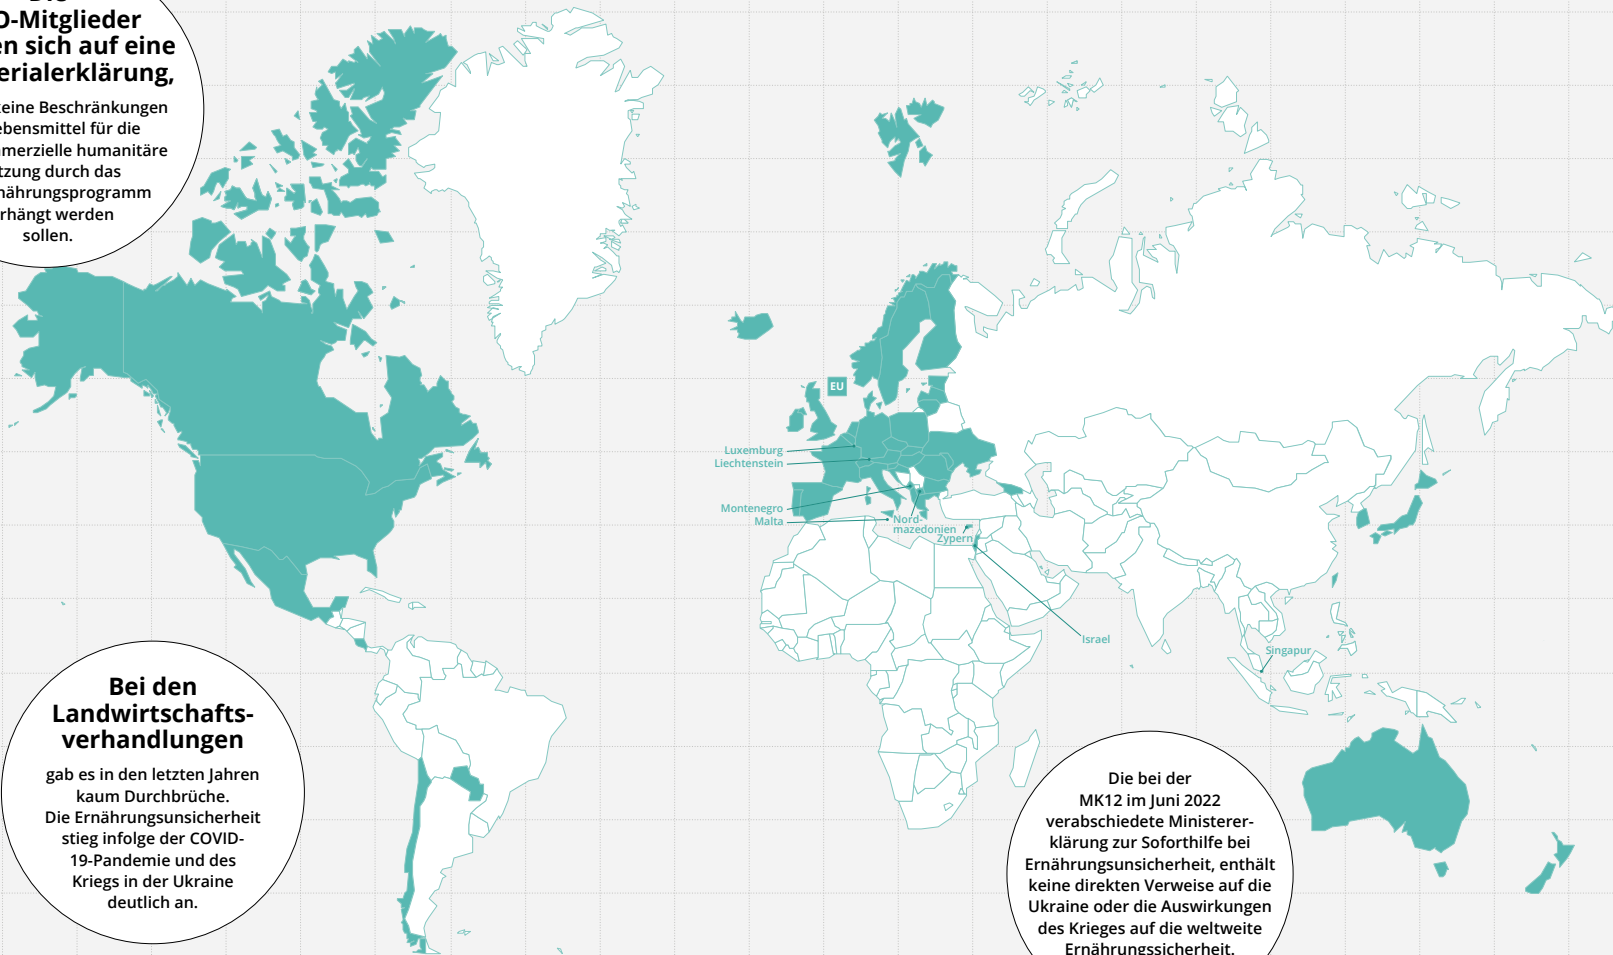 O-Mitglieder
en sich auf eine
erialerklärung,
eine Beschränkungen
ebensmittel für die
merzielle humanitäre
tzung durch das
nährungsprogramm
rhängt werden
sollen.
EU
Luxemburg
Liechtenstein
Montenegro
Malta
Nord-
mazedonien
Zypern
Israel
Singapur
Bei den
Landwirtschafts-
verhandlungen
gab es in den letzten Jahren
kaum Durchbrüche.
Die Ernährungsunsicherheit
stieg infolge der COVID-
19-Pandemie und des
Kriegs in der Ukraine
deutlich an.
Die bei der
MK12 im Juni 2022
verabschiedete Ministerer-
klärung zur Soforthilfe bei
Ernährungsunsicherheit, enthält
keine direkten Verweise auf die
Ukraine oder die Auswirkungen
des Krieges auf die weltweite
Ernährungssicherheit.